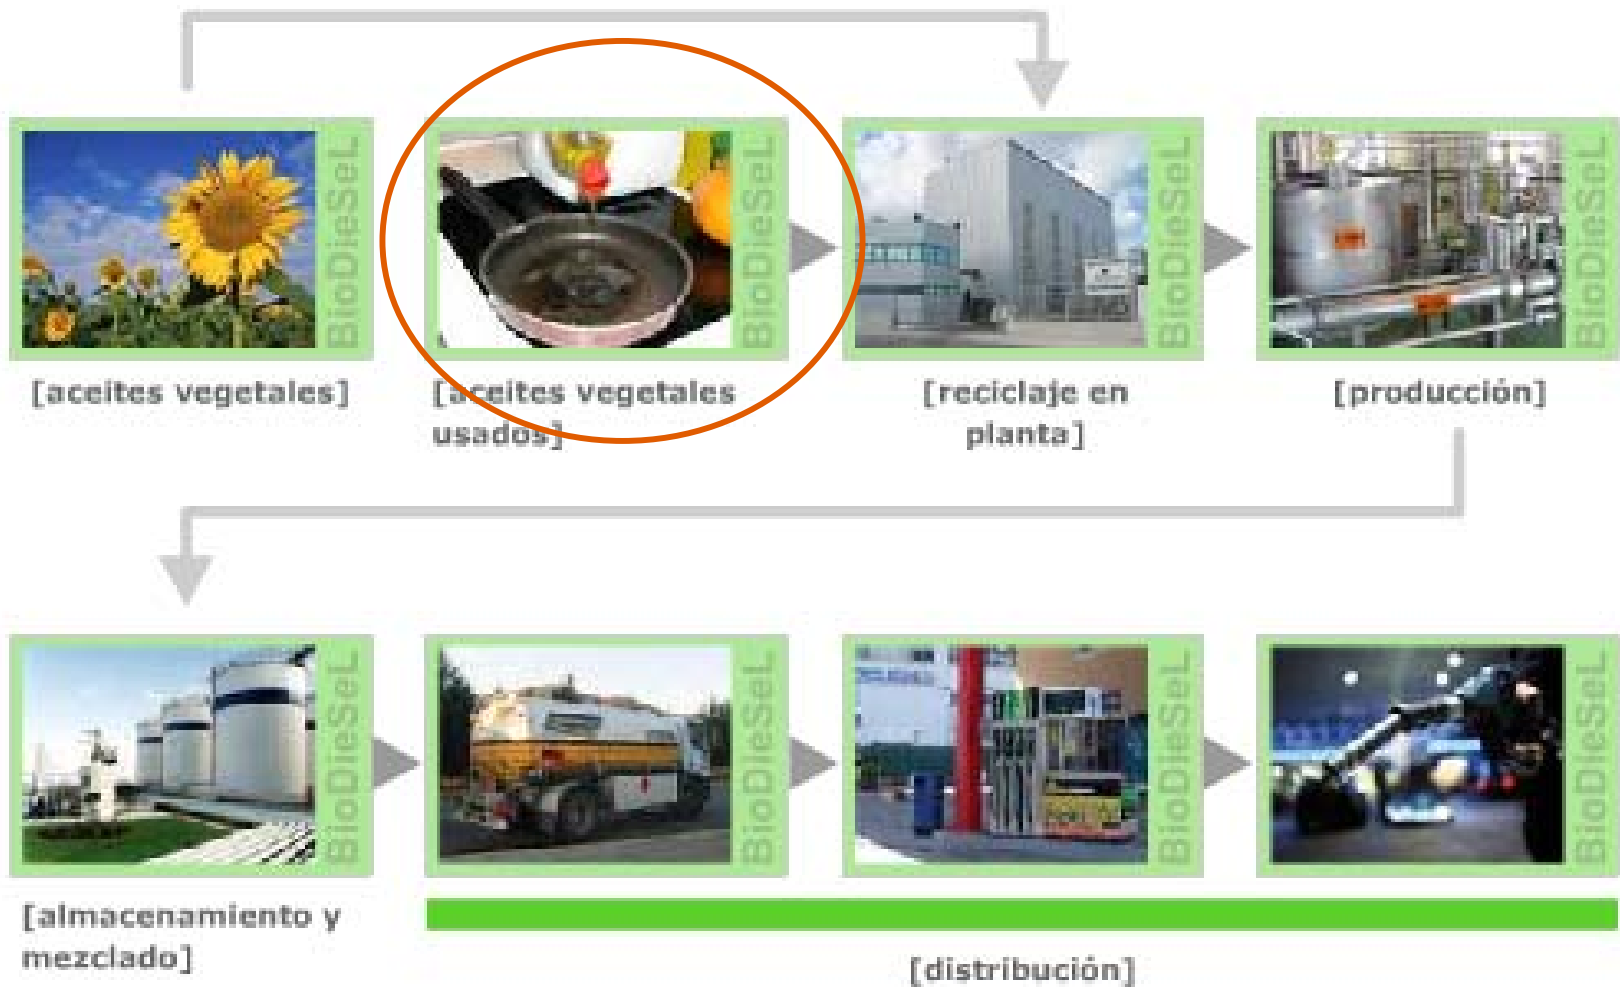 BioDieSeL
BioDieSeL
BioDieSeL
BioDieSeL
[aceites vegetales]
[aceites vegetales
usados]
[reciclaje en
planta]
[producción]
BioDieSeL
BioDieSeL
BioDieSeL
BioDieSeL
[almacenamiento y
mezclado]
[distribución]